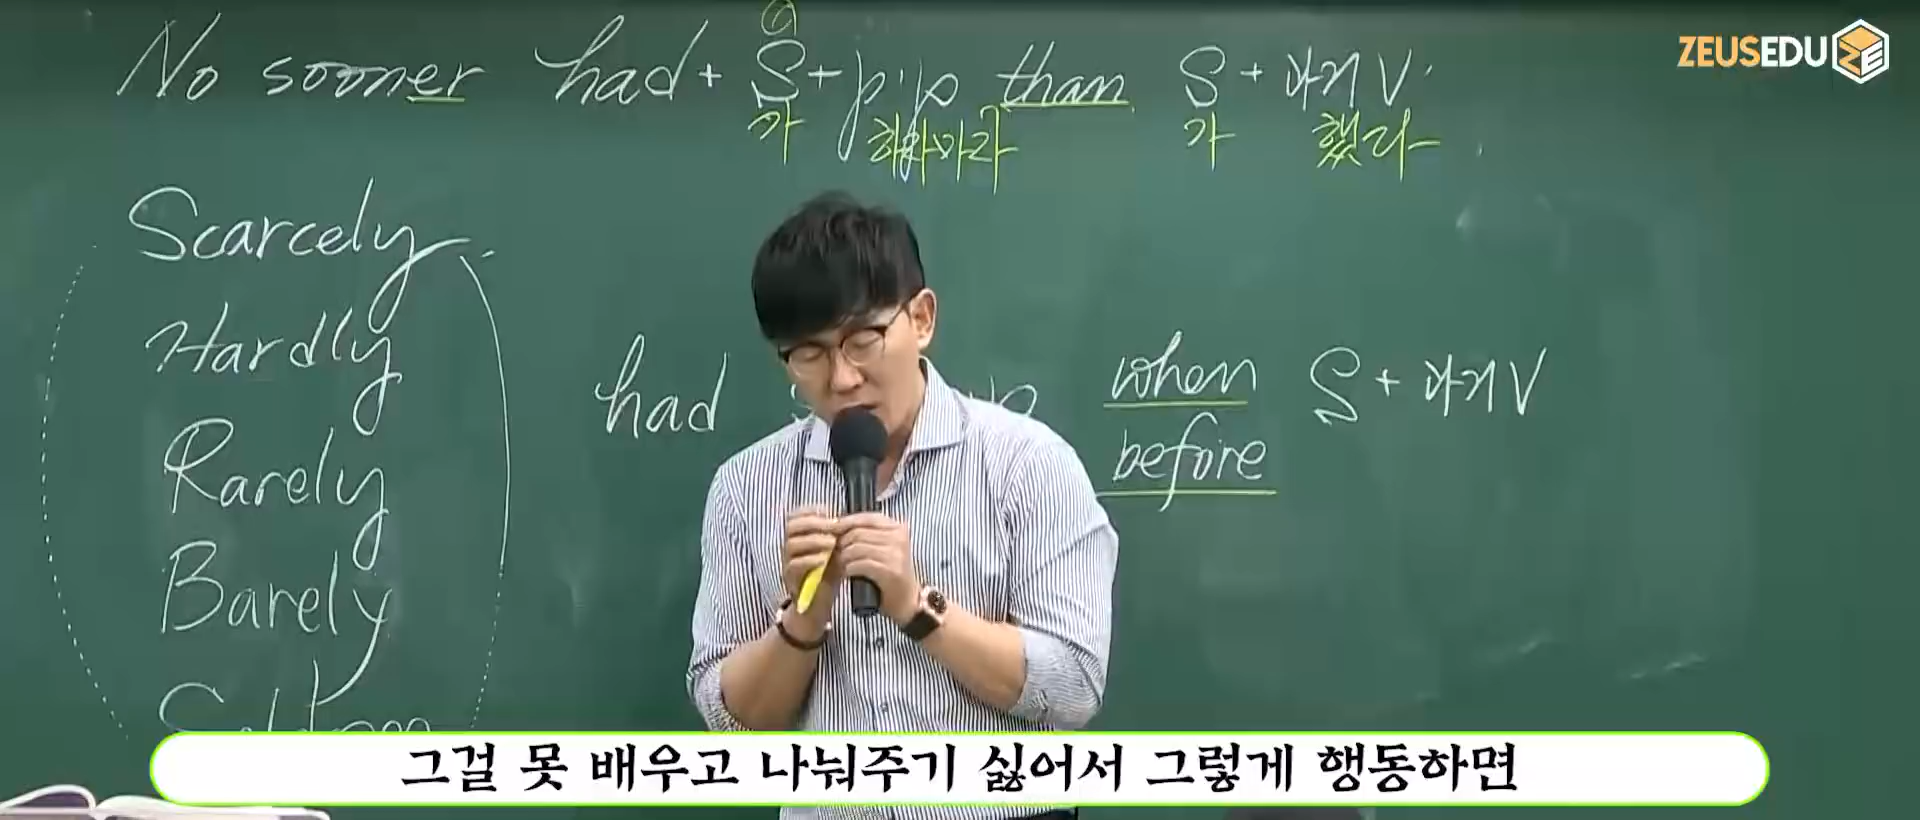 ZEUSEDU
No sooner had + S + p.p than S + 과거 V
가 하자마자 가 했다
Scarcely
Hardly
Rarely
Barely
Seldom
had when S + 과거 V
before
그걸 못 배우고 나눠주기 싫어서 그렇게 행동하면